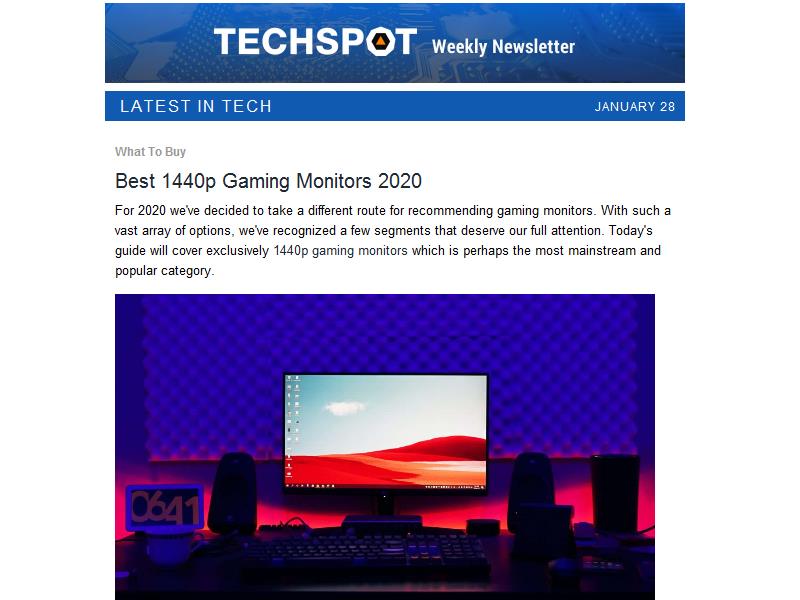 TECHSPOT Weekly Newsletter
LATEST IN TECH JANUARY 28
What To Buy
Best 1440p Gaming Monitors 2020
For 2020 we've decided to take a different route for recommending gaming monitors. With such a
vast array of options, we've recognized a few segments that deserve our full attention. Today's
guide will cover exclusively 1440p gaming monitors which is perhaps the most mainstream and
popular category.
0641